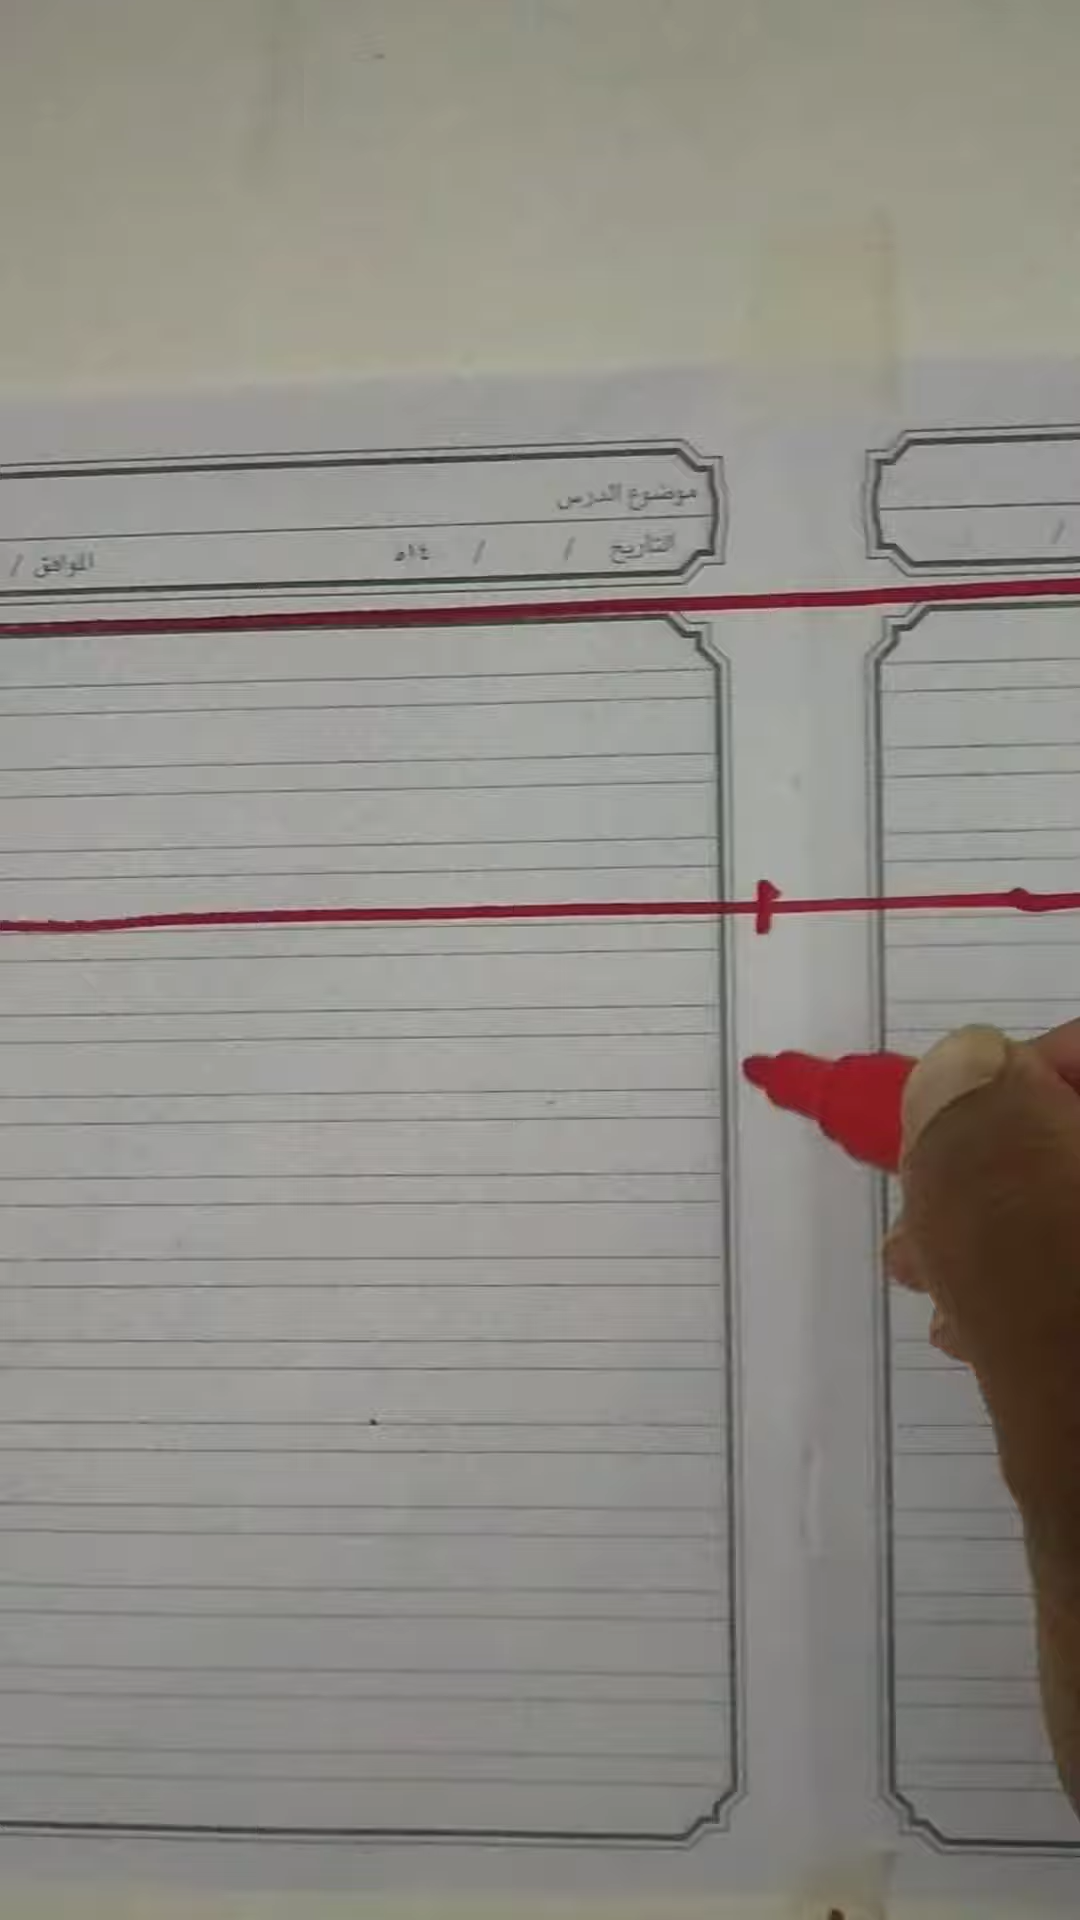 موضوع الدرس
التاريخ / / ١٤هـ الموافق /
/